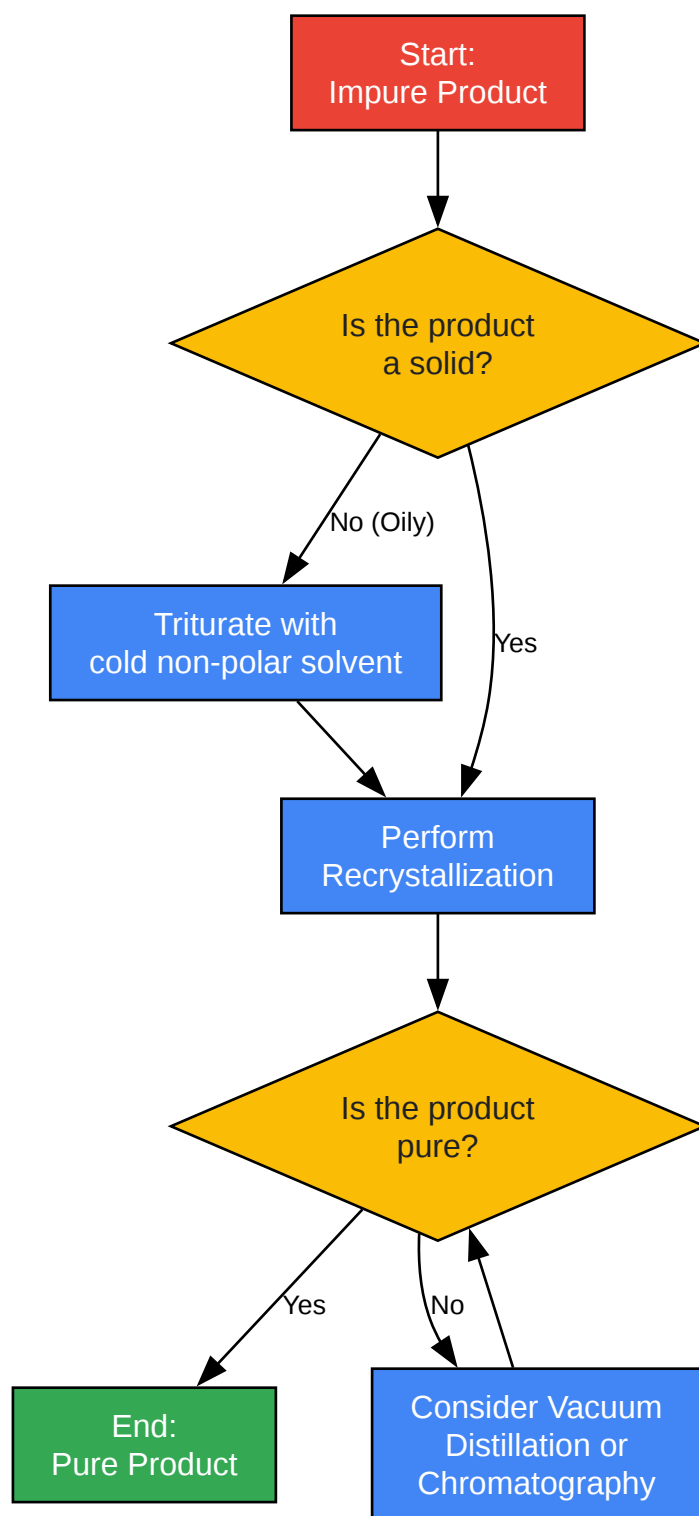 Start:
Impure Product
Is the product
a solid?
No (Oily)
Triturate with
cold non-polar solvent
Yes
Perform
Recrystallization
Is the product
pure?
Yes
No
End:
Pure Product
Consider Vacuum
Distillation or
Chromatography